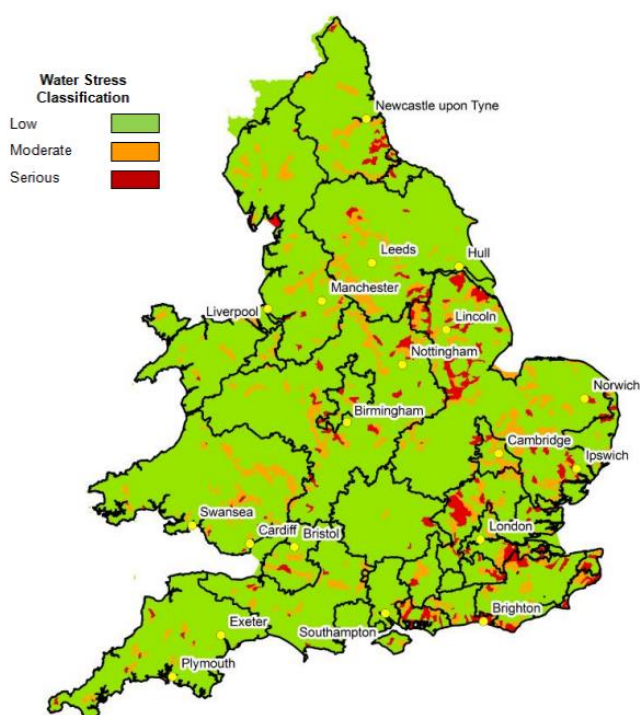 Water Stress
Classification
Low
Moderate
Serious
Newcastle upon Tyne
Leeds
Hull
Manchester
Liverpool
Lincoln
Nottingham
Norwich
Birmingham
Cambridge
Ipswich
Swansea
Cardiff
Bristol
London
Brighton
Southampton
Exeter
Plymouth